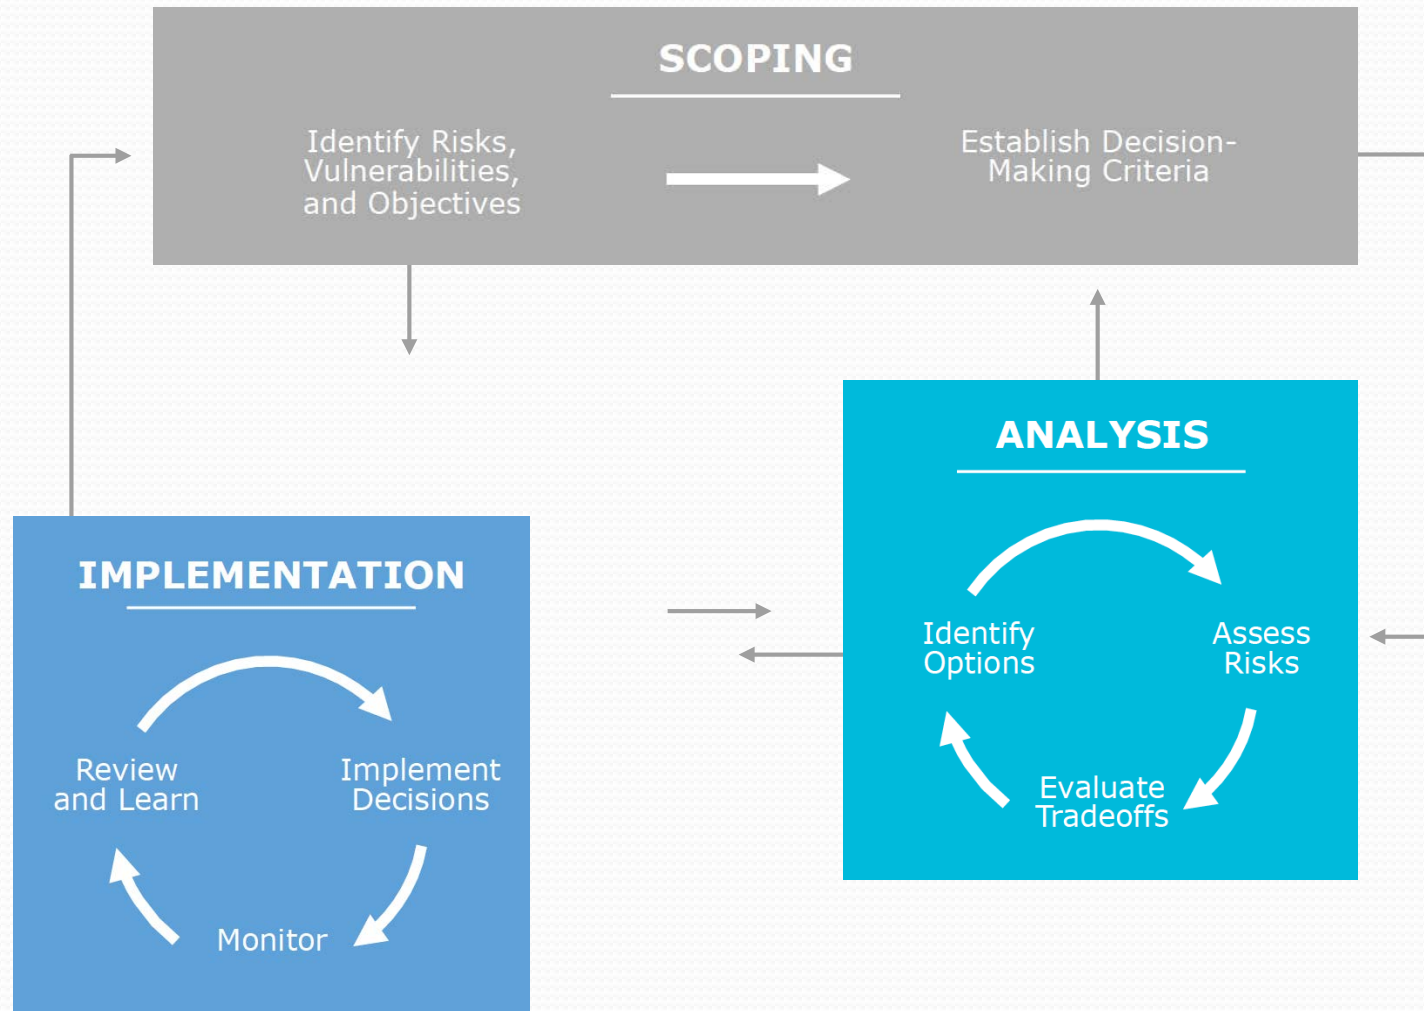 SCOPING
Identify Risks,
Vulnerabilities,
and Objectives
Establish Decision-
Making Criteria
ANALYSIS
Identify
Options
Assess
Risks
Evaluate
Tradeoffs
IMPLEMENTATION
Review
and Learn
Implement
Decisions
Monitor